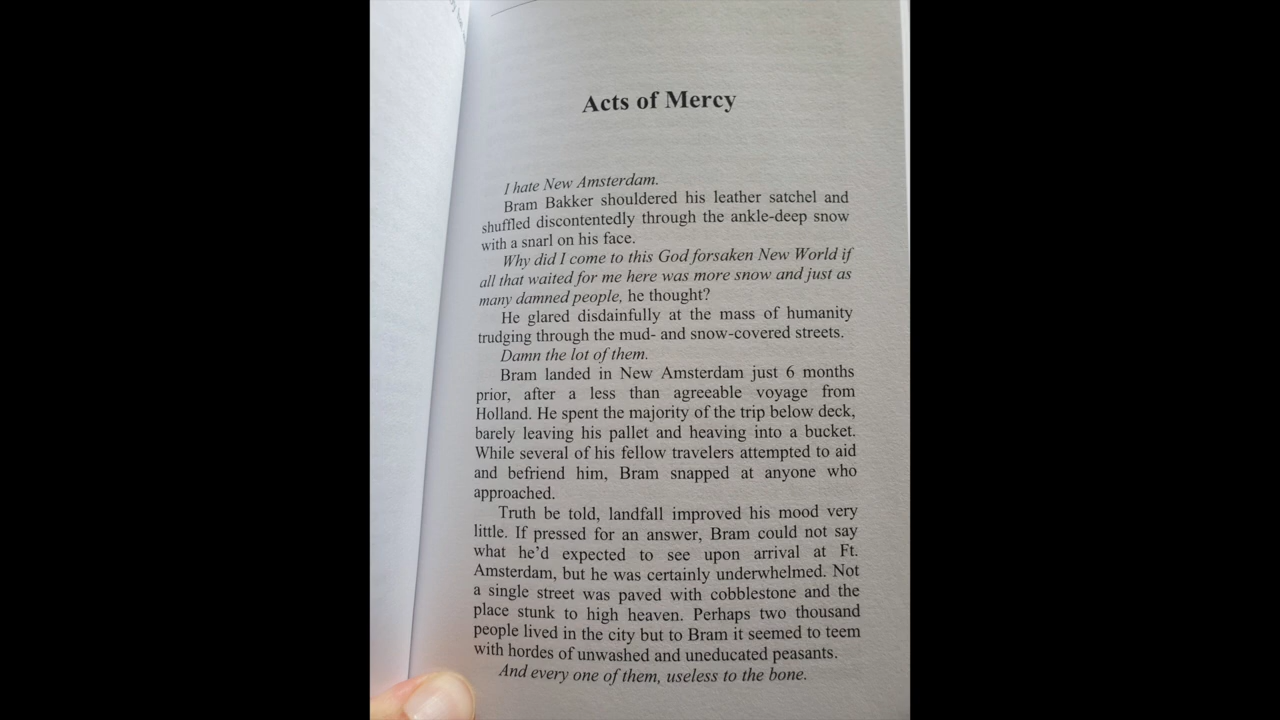 Acts of Mercy
I hate New Amsterdam.
Bram Bakker shouldered his leather satchel and
shuffled discontentedly through the ankle-deep snow
with a snarl on his face.
Why did I come to this God forsaken New World if
all that waited for me here was more snow and just as
many damned people, he thought?
He glared disdainfully at the mass of humanity
trudging through the mud- and snow-covered streets.
Damn the lot of them.
Bram landed in New Amsterdam just 6 months
prior, after a less than agreeable voyage from
Holland. He spent the majority of the trip below deck,
barely leaving his pallet and heaving into a bucket.
While several of his fellow travelers attempted to aid
and befriend him, Bram snapped at anyone who
approached.
Truth be told, landfall improved his mood very
little. If pressed for an answer, Bram could not say
what he'd expected to see upon arrival at Ft.
Amsterdam, but he was certainly underwhelmed. Not
a single street was paved with cobblestone and the
place stunk to high heaven. Perhaps two thousand
people lived in the city but to Bram it seemed to teem
with hordes of unwashed and uneducated peasants.
And every one of them, useless to the bone.